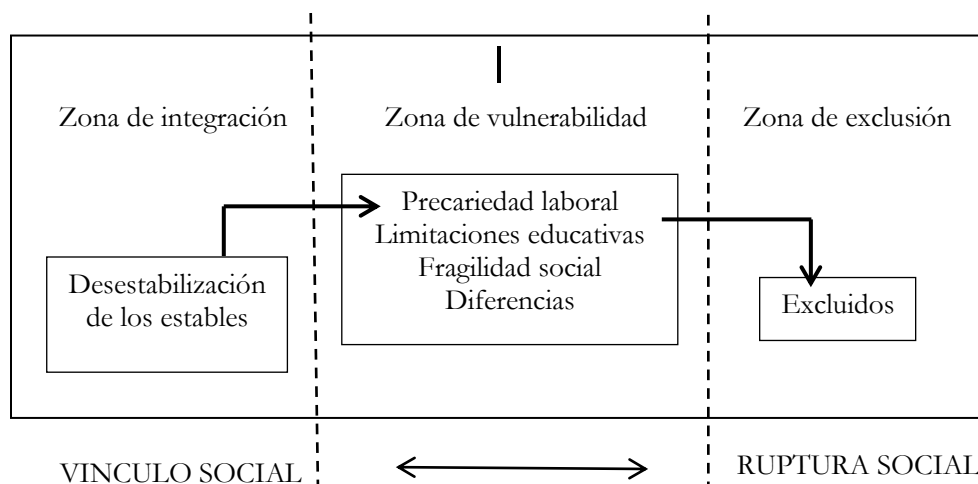 Zona de integración
Zona de vulnerabilidad
Zona de exclusión
Precariedad laboral
Limitaciones educativas
Fragilidad social
Diferencias
Desestabilización
de los estables
Excluidos
VINCULO SOCIAL
RUPTURA SOCIAL